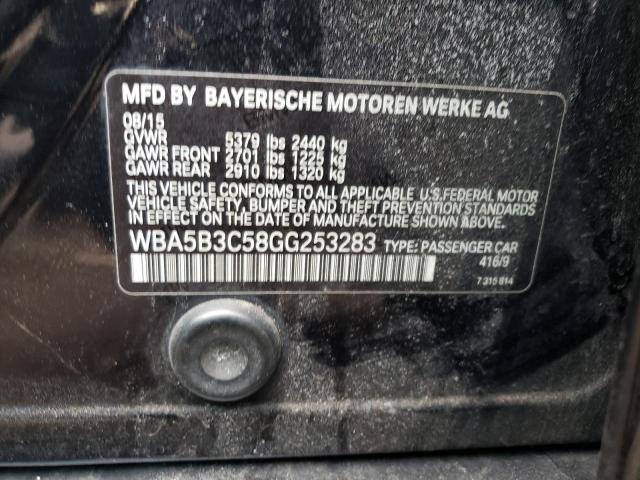 MFD BY BAYERISCHE MOTOREN WERKE AG
08/15
GVWR 5379 lbs 2440 kg
GAWR FRONT 2701 lbs 1225 kg
GAWR REAR 2910 lbs 1320 kg
THIS VEHICLE CONFORMS TO ALL APPLICABLE U.S.FEDERAL MOTOR
VEHICLE SAFETY, BUMPER AND THEFT PREVENTION STANDARDS
IN EFFECT ON THE DATE OF MANUFACTURE SHOWN ABOVE.
WBA5B3C58GG253283 TYPE: PASSENGER CAR
416/9
7 315 814